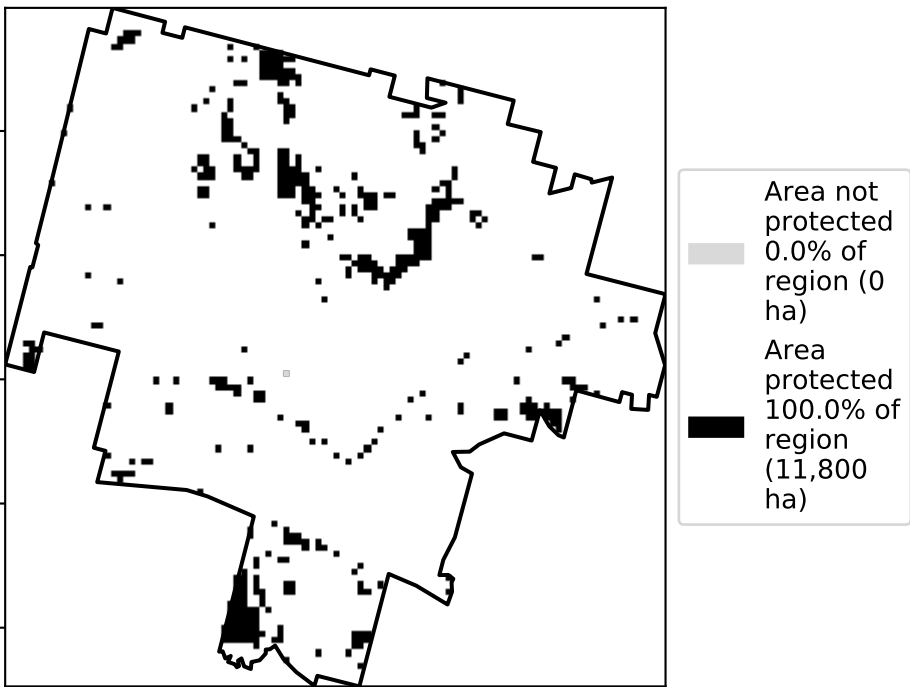 Area not
protected
0.0% of
region (0
ha)
Area
protected
100.0% of
region
(11,800
ha)